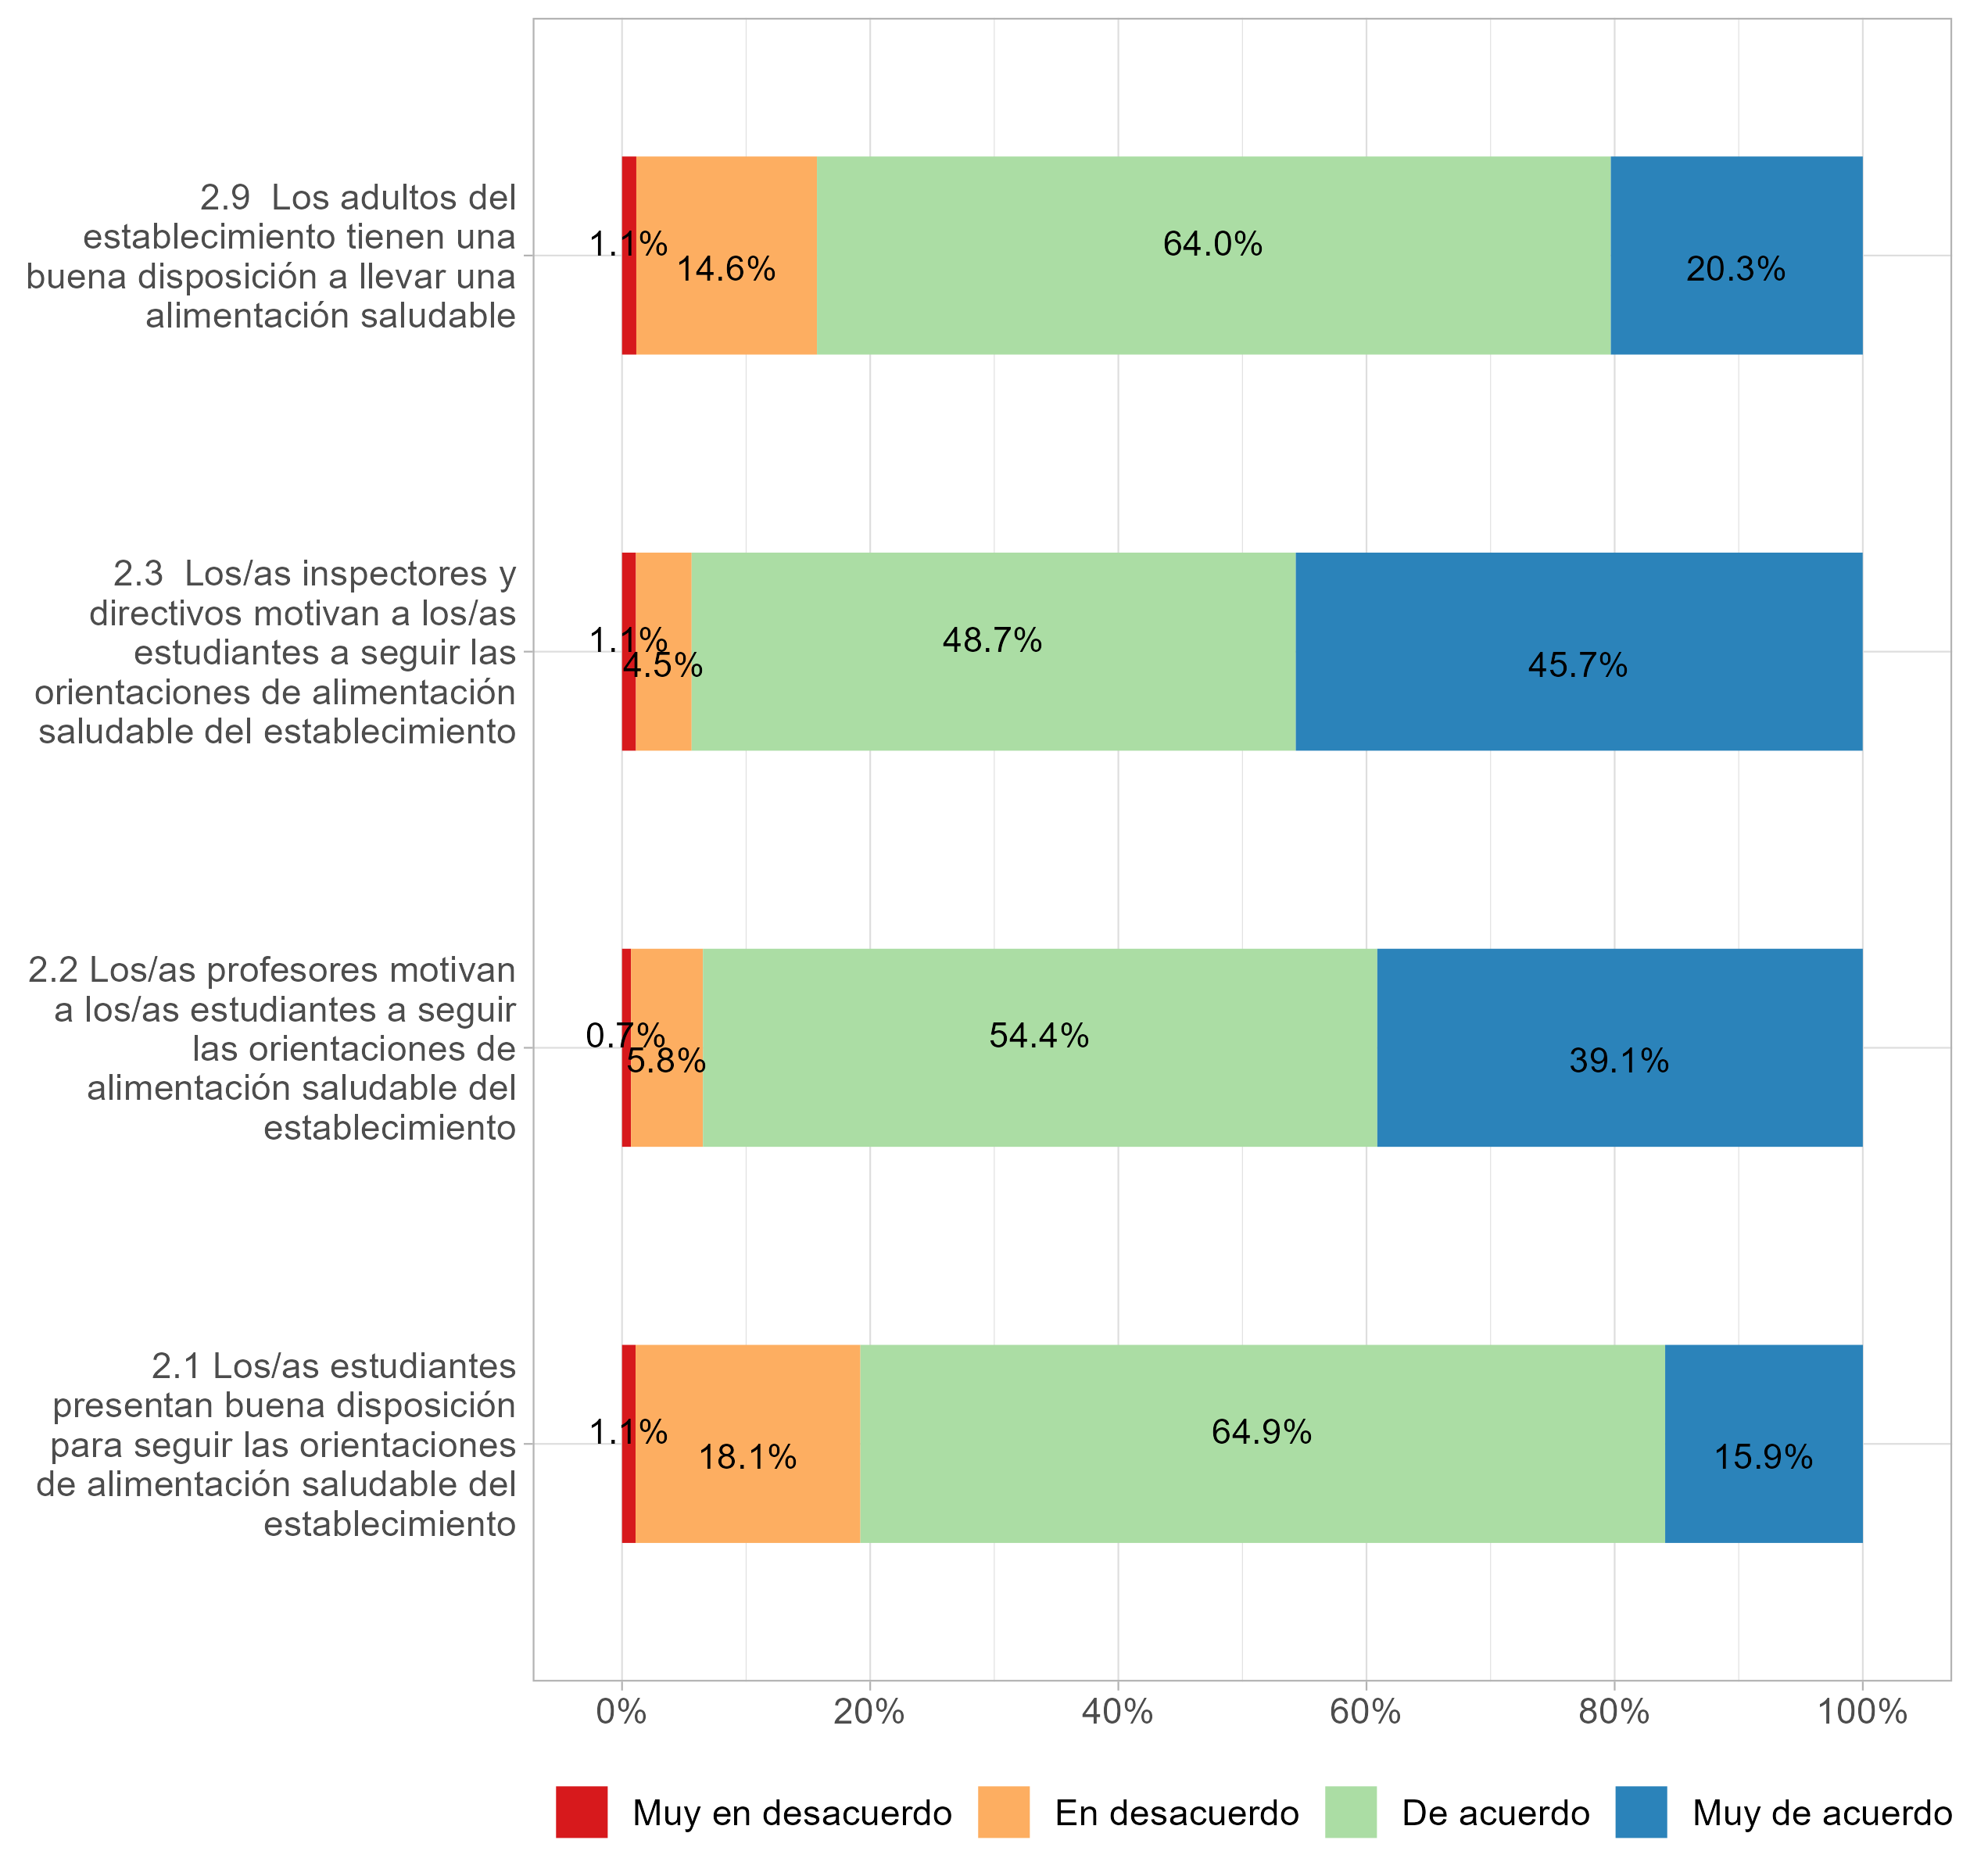 2.9  Los adultos del
establecimiento tienen una
buena disposición a llevar una
alimentación saludable
1.1%
14.6%
64.0%
20.3%
2.3  Los/as inspectores y
directivos motivan a los/as
estudiantes a seguir las
orientaciones de alimentación
saludable del establecimiento
1.1%
4.5%
48.7%
45.7%
2.2 Los/as profesores motivan
a los/as estudiantes a seguir
las orientaciones de
alimentación saludable del
establecimiento
0.7%
5.8%
54.4%
39.1%
2.1 Los/as estudiantes
presentan buena disposición
para seguir las orientaciones
de alimentación saludable del
establecimiento
1.1%
18.1%
64.9%
15.9%
0% 20% 40% 60% 80% 100%
Muy en desacuerdo En desacuerdo De acuerdo Muy de acuerdo